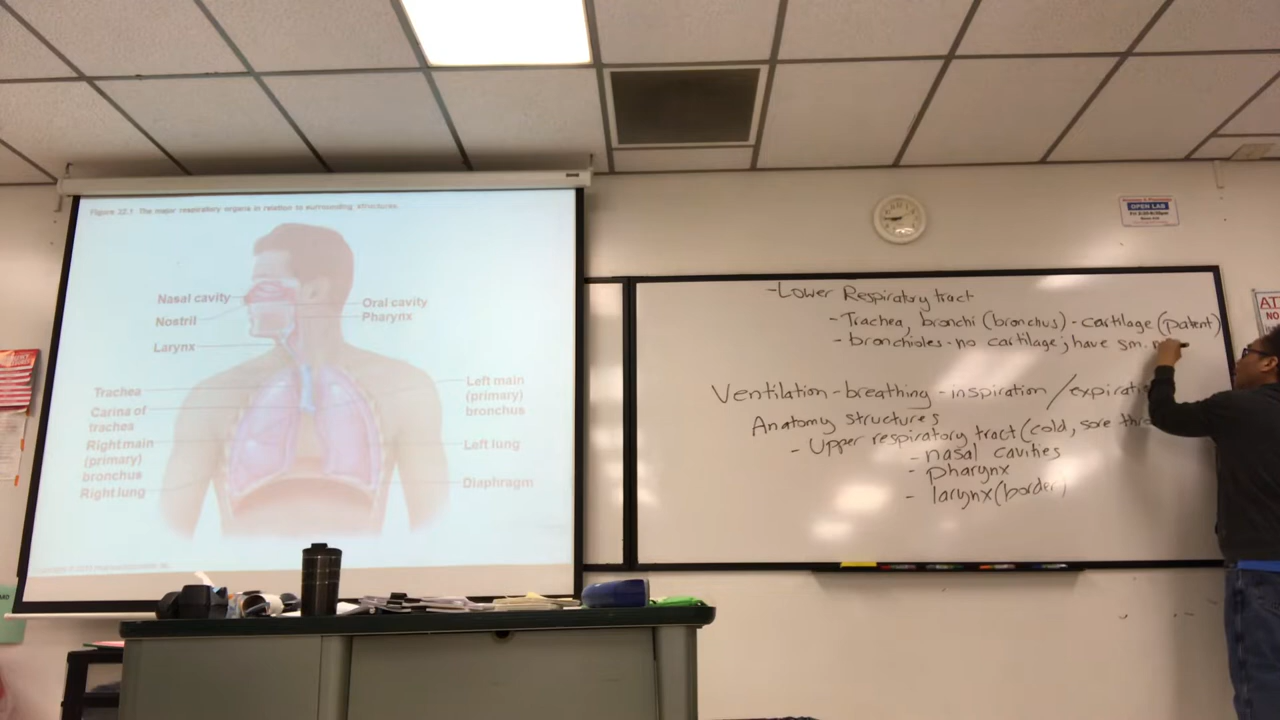 Figure 22.1 The major respiratory organs in relation to surrounding structures.
Nasal cavity
Nostril
Larynx
Trachea
Carina of
trachea
Right main
(primary)
bronchus
Right lung
Oral cavity
Pharynx
Left main
(primary)
bronchus
Left lung
Diaphragm
-Lower Respiratory tract
-Trachea, bronchi (bronchus) - cartilage (patent)
- bronchioles - no cartilage; have sm.
Ventilation - breathing - inspiration / expiratio
Anatomy structures
- Upper respiratory tract (cold, sore thr
- nasal cavities
- pharynx
- larynx (border)
OPEN LAB